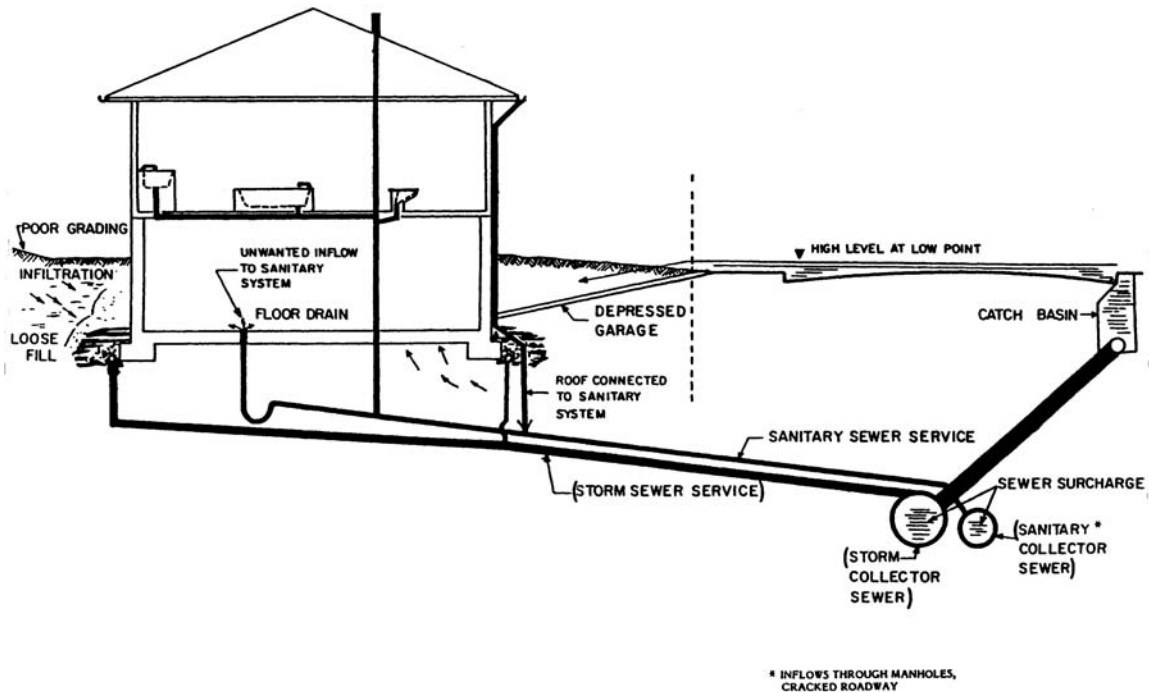 POOR GRADING
INFILTRATION
LOOSE
FILL
UNWANTED INFLOW
TO SANITARY
SYSTEM
FLOOR DRAIN
DEPRESSED
GARAGE
▼ HIGH LEVEL AT LOW POINT
CATCH BASIN
ROOF CONNECTED
TO SANITARY
SYSTEM
SANITARY SEWER SERVICE
(STORM SEWER SERVICE)
SEWER SURCHARGE
(STORM
COLLECTOR
SEWER)
(SANITARY *
COLLECTOR
SEWER)
* INFLOWS THROUGH MANHOLES,
CRACKED ROADWAY